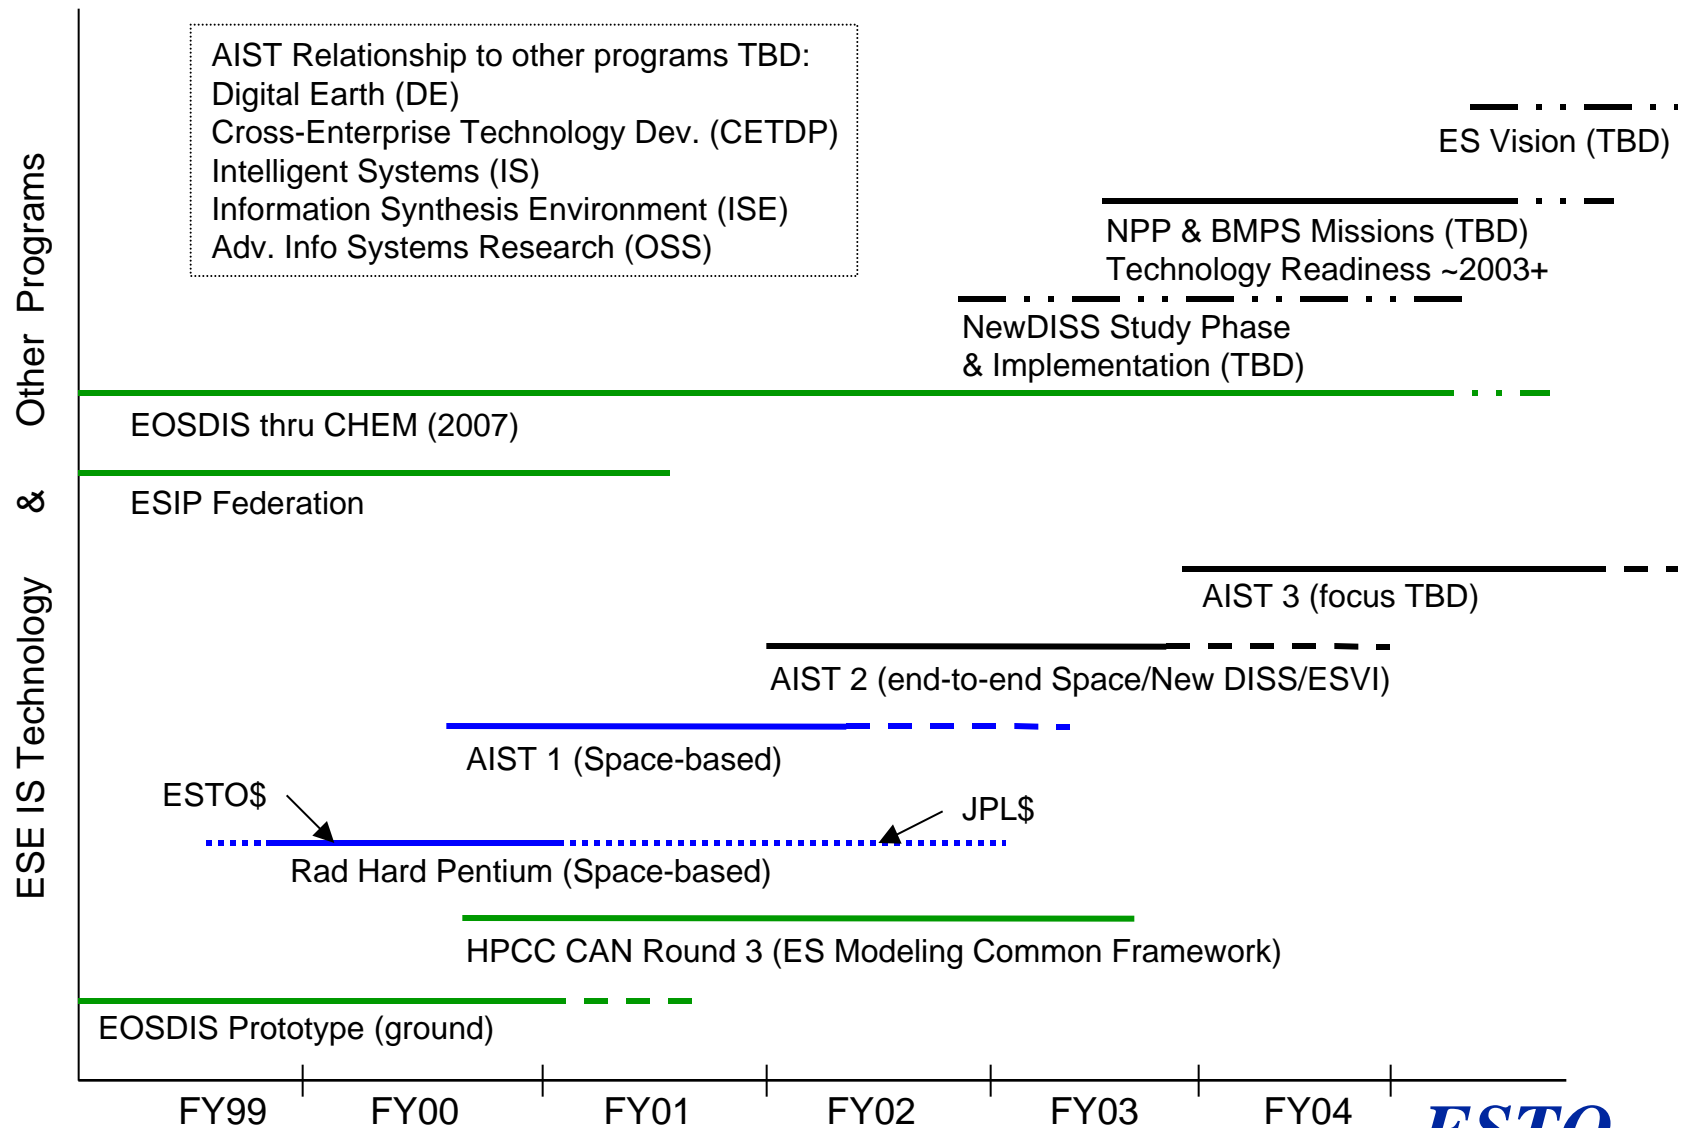 AIST Relationship to other programs TBD:
Digital Earth (DE)
Cross-Enterprise Technology Dev. (CETDP)
Intelligent Systems (IS)
Information Synthesis Environment (ISE)
Adv. Info Systems Research (OSS)
ES Vision (TBD)
NPP & BMPS Missions (TBD)
Technology Readiness ~2003+
NewDISS Study Phase
& Implementation (TBD)
EOSDIS thru CHEM (2007)
ESIP Federation
AIST 3 (focus TBD)
AIST 2 (end-to-end Space/New DISS/ESVI)
AIST 1 (Space-based)
ESTO$
JPL$
Rad Hard Pentium (Space-based)
HPCC CAN Round 3 (ES Modeling Common Framework)
EOSDIS Prototype (ground)
ESE IS Technology & Other Programs
FY99 FY00 FY01 FY02 FY03 FY04
ESTO